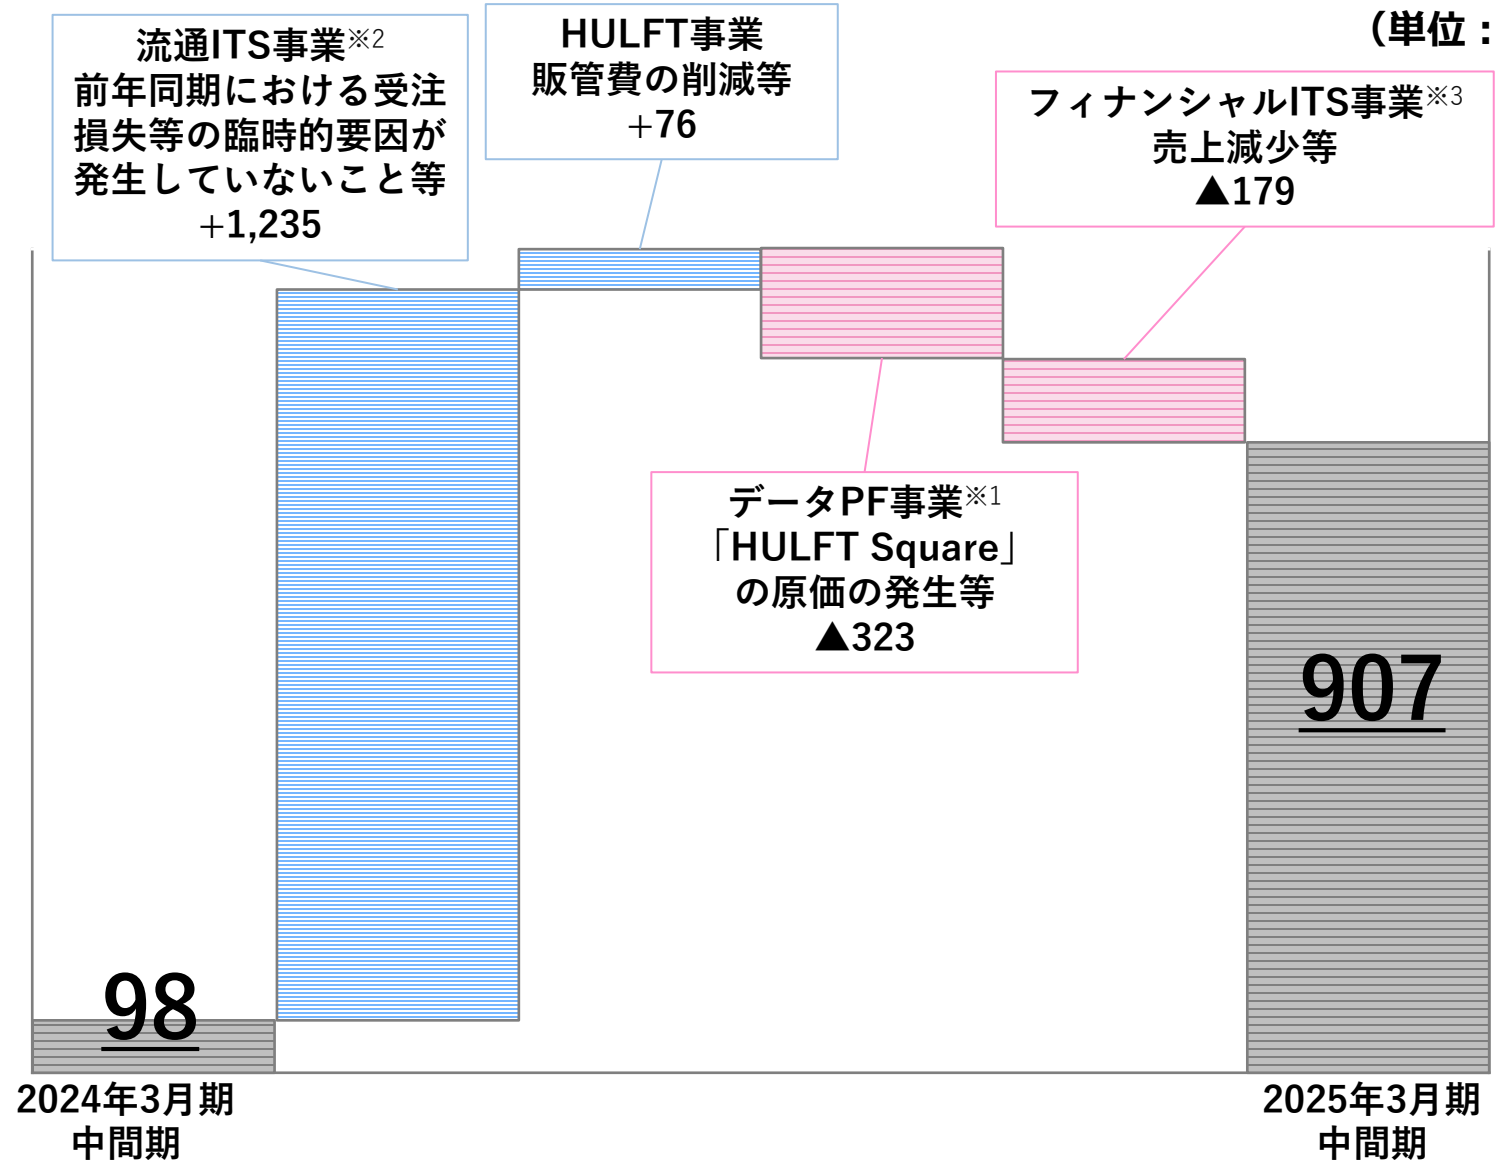 （単位：
流通ITS事業※2
前年同期における受注
損失等の臨時的要因が
発生していないこと等
+1,235
HULFT事業
販管費の削減等
+76
フィナンシャルITS事業※3
売上減少等
▲179
データPF事業※1
「HULFT Square」
の原価の発生等
▲323
98
907
2024年3月期
中間期
2025年3月期
中間期